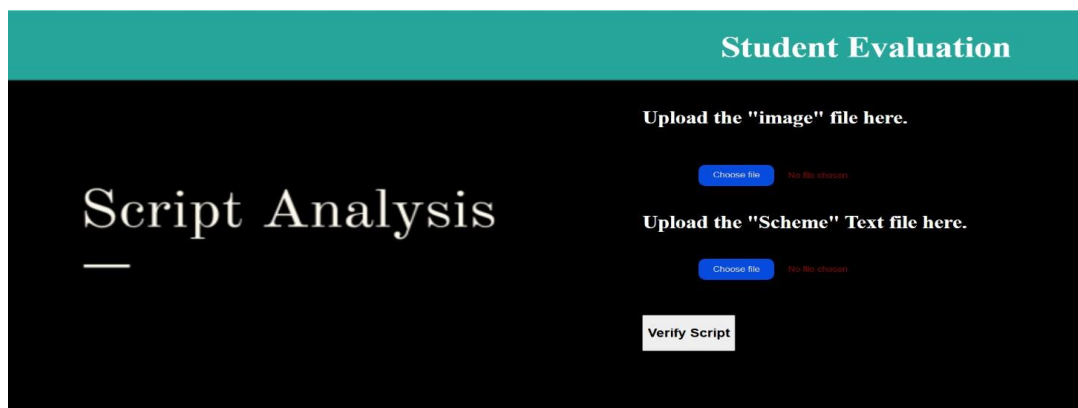 Student Evaluation
Script Analysis
Upload the "image" file here.
Choose file No file chosen
Upload the "Scheme" Text file here.
Choose file No file chosen
Verify Script